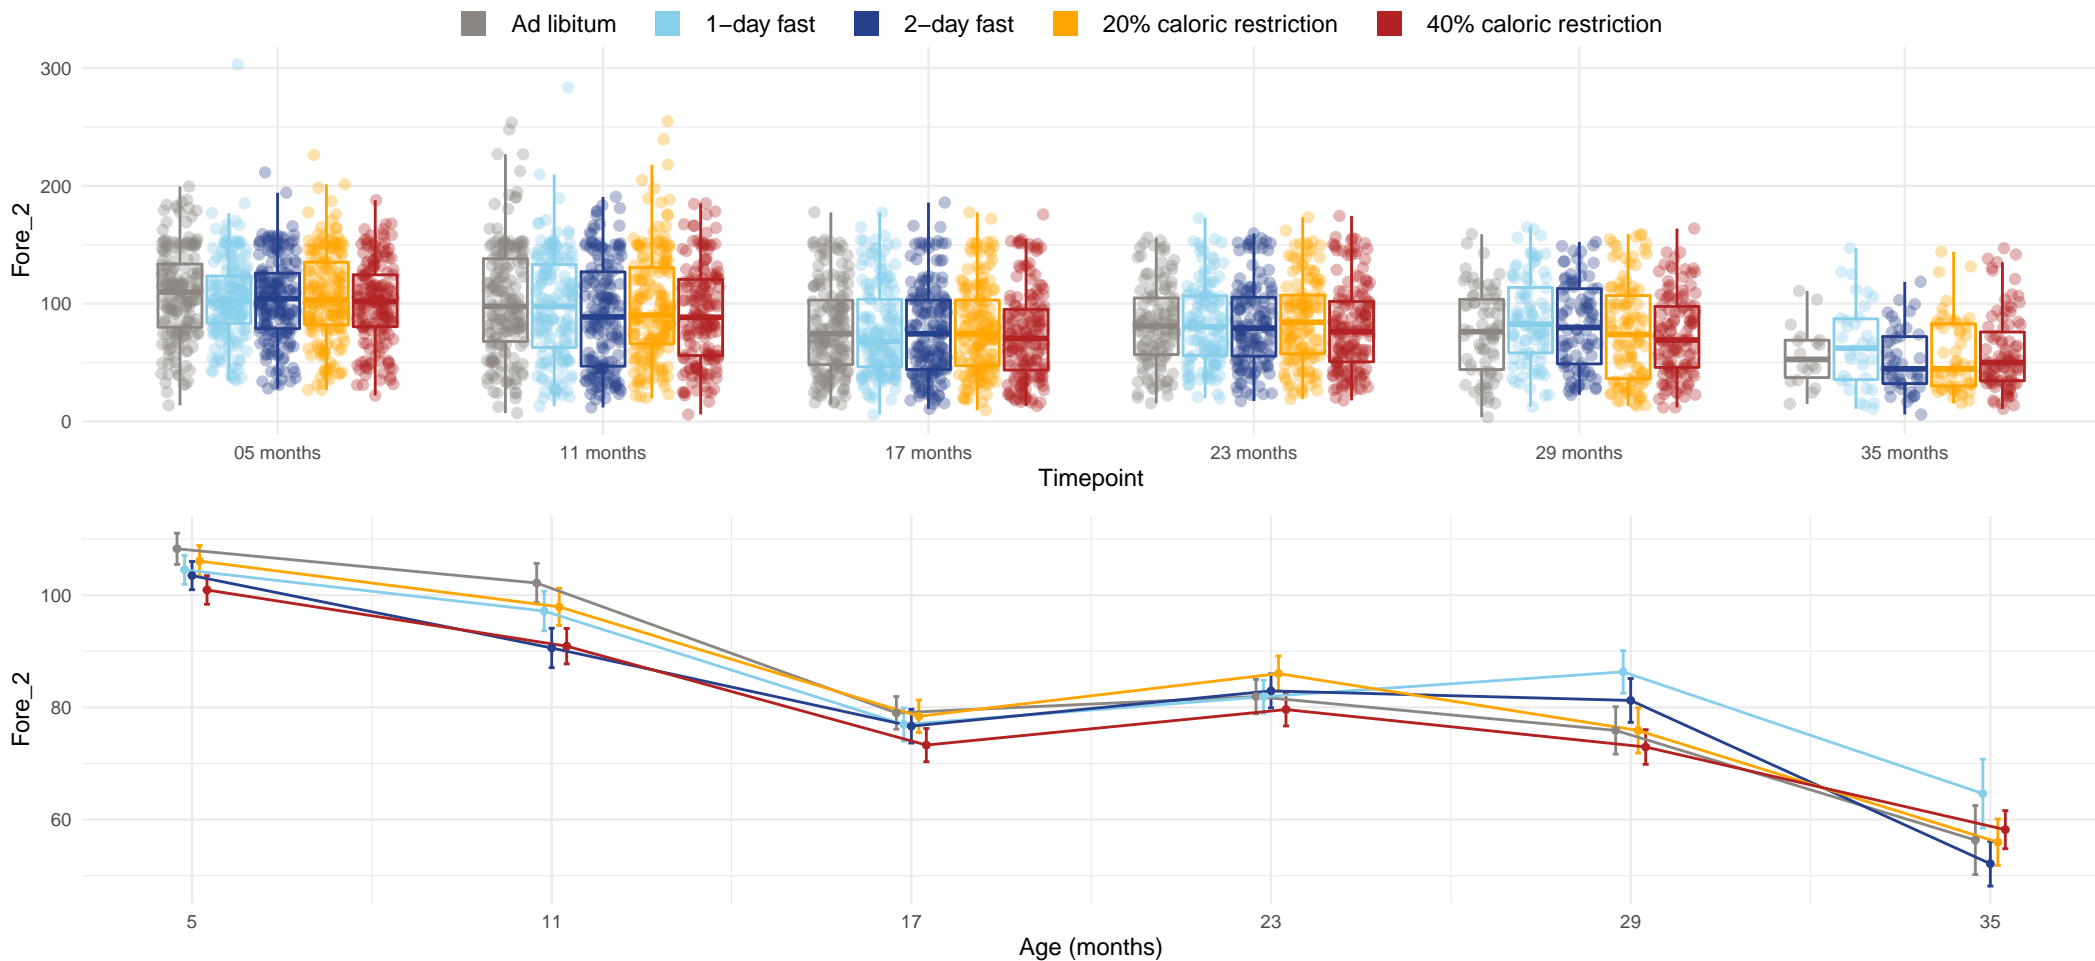 Ad libitum 1−day fast 2−day fast 20% caloric restriction 40% caloric restriction
300
200
100
0
Fore_2
05 months 11 months 17 months 23 months 29 months 35 months
Timepoint
100
80
60
Fore_2
5 11 17 23 29 35
Age (months)